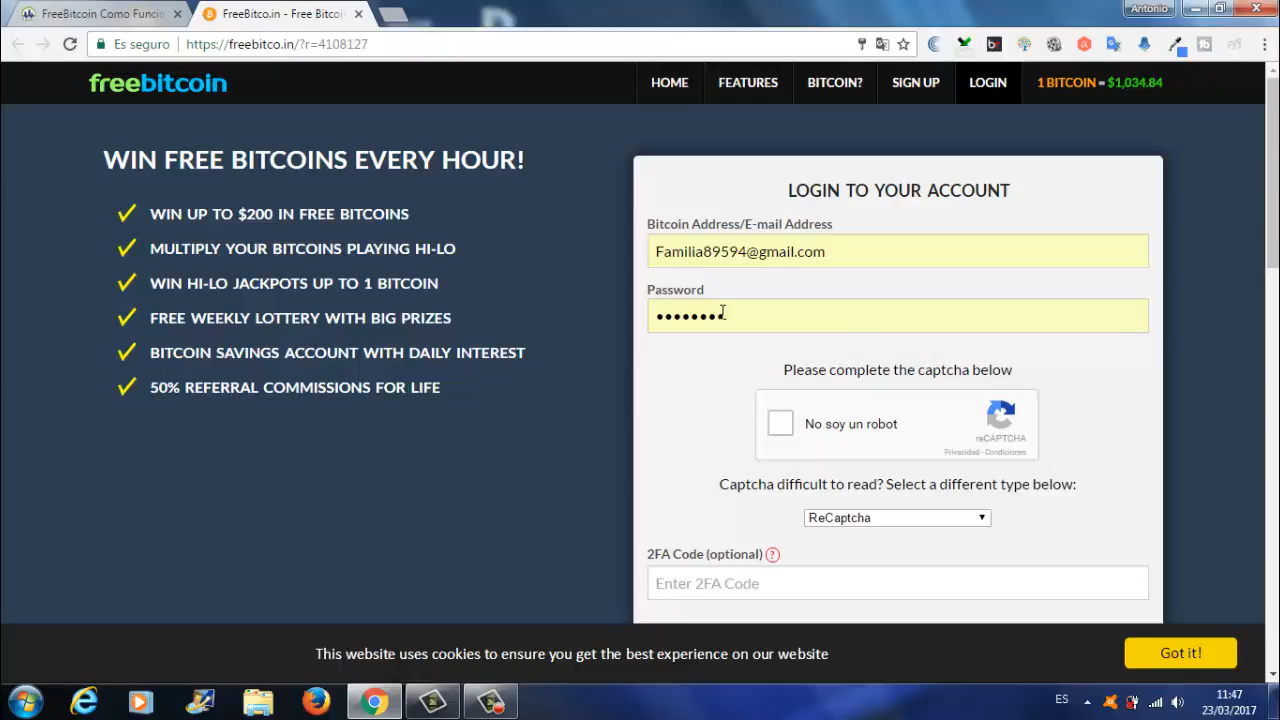 FreeBitcoin Como Funcio
FreeBitco.in - Free Bitcoi
Antonio
Es seguro
https://freebitco.in/?r=4108127
freebitcoin
HOME
FEATURES
BITCOIN?
SIGN UP
LOGIN
1 BITCOIN = $1,034.84
WIN FREE BITCOINS EVERY HOUR!
WIN UP TO $200 IN FREE BITCOINS
MULTIPLY YOUR BITCOINS PLAYING HI-LO
WIN HI-LO JACKPOTS UP TO 1 BITCOIN
FREE WEEKLY LOTTERY WITH BIG PRIZES
BITCOIN SAVINGS ACCOUNT WITH DAILY INTEREST
50% REFERRAL COMMISSIONS FOR LIFE
LOGIN TO YOUR ACCOUNT
Bitcoin Address/E-mail Address
Familia89594@gmail.com
Password
Please complete the captcha below
No soy un robot
reCAPTCHA
Privacidad - Condiciones
Captcha difficult to read? Select a different type below:
ReCaptcha
2FA Code (optional) ?
Enter 2FA Code
This website uses cookies to ensure you get the best experience on our website
Got it!
ES
11:47
23/03/2017